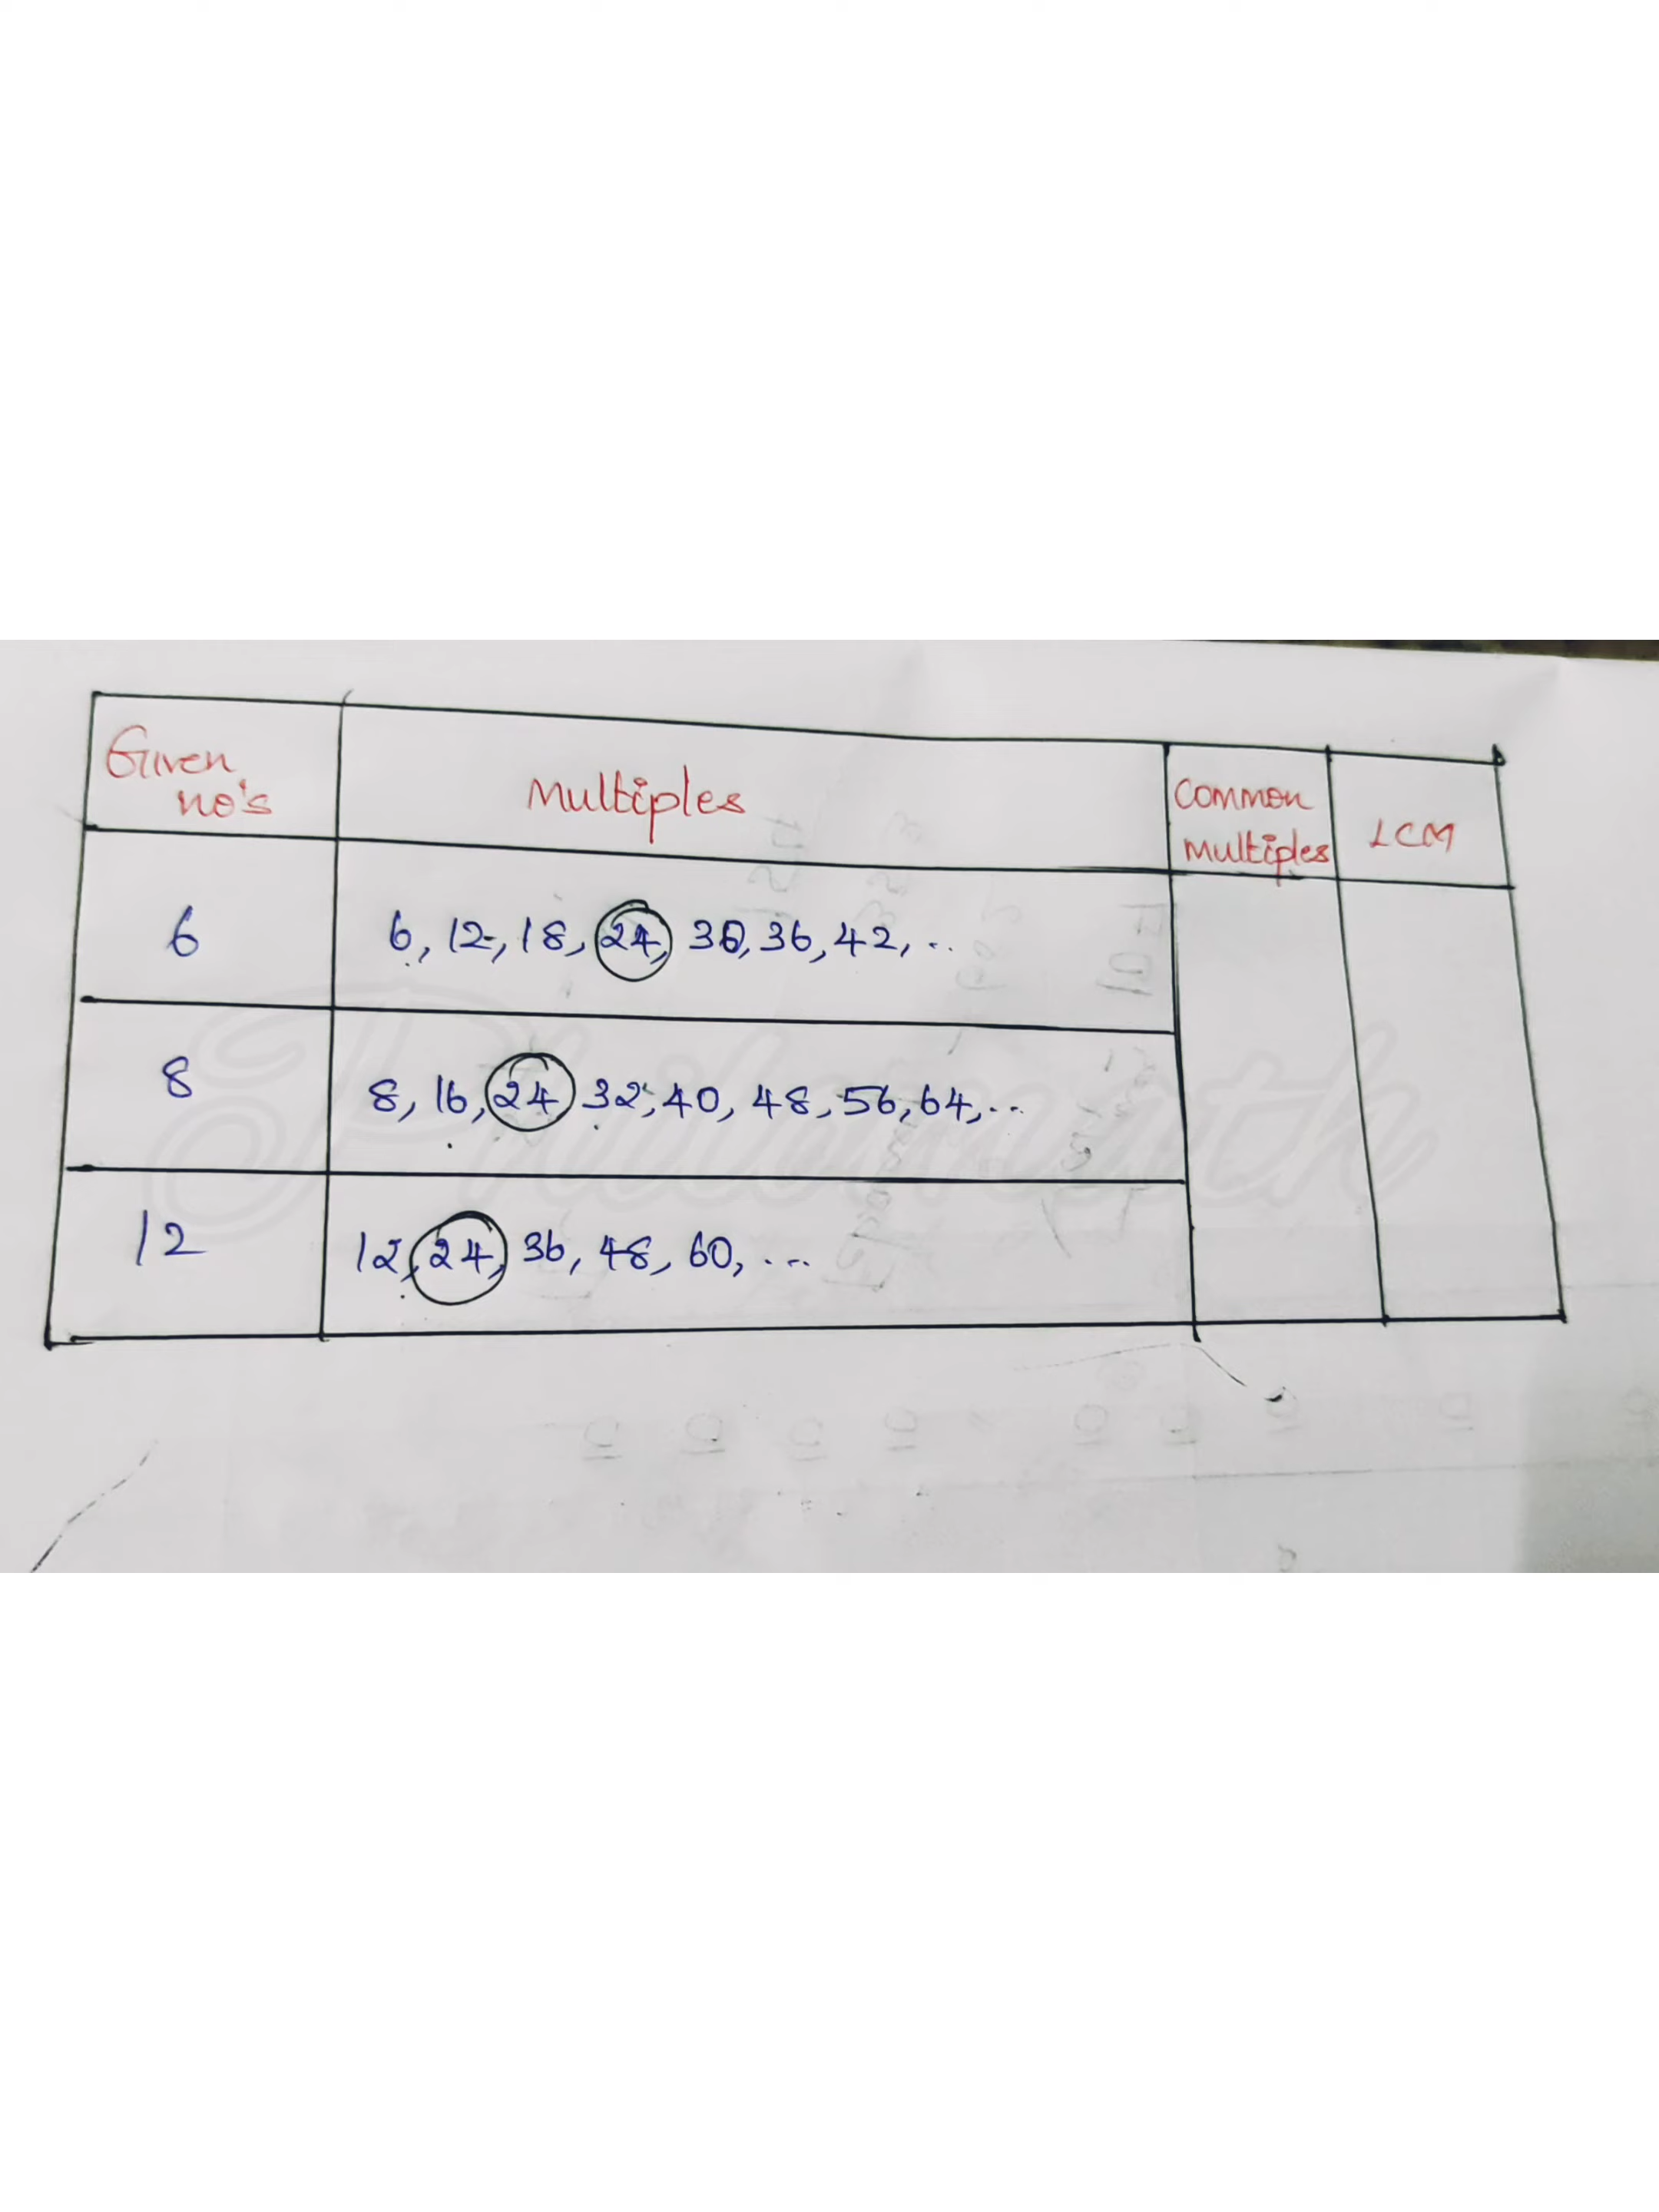 Given no's
Multiples
Common multiples
LCM
6
6, 12, 18, 24, 30, 36, 42, ..
8
8, 16, 24 32, 40, 48, 56, 64, ...
12
12, 24, 36, 48, 60, ...
Philomath